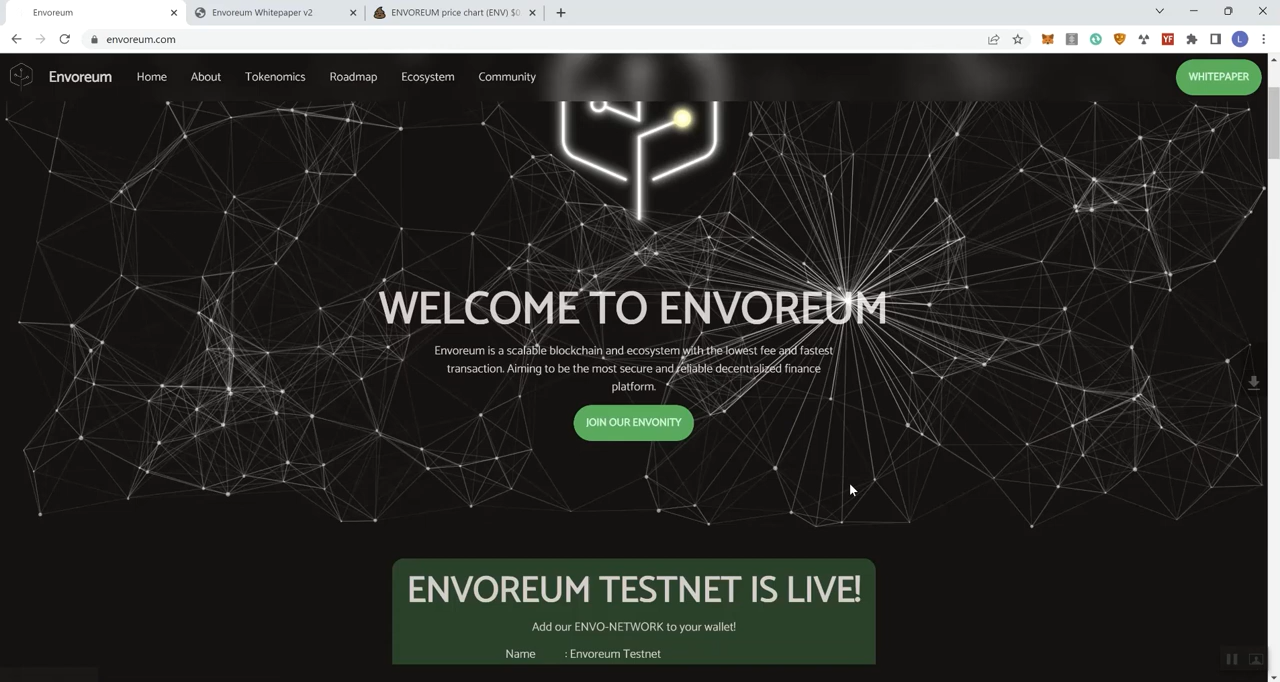 Envoreum
Envoreum Whitepaper v2
ENVOREUM price chart (ENV) $0
envoreum.com
YF
L
Envoreum
Home
About
Tokenomics
Roadmap
Ecosystem
Community
WHITEPAPER
WELCOME TO ENVOREUM
Envoreum is a scalable blockchain and ecosystem with the lowest fee and fastest
transaction. Aiming to be the most secure and reliable decentralized finance
platform.
JOIN OUR ENVONITY
ENVOREUM TESTNET IS LIVE!
Add our ENVO-NETWORK to your wallet!
Name : Envoreum Testnet